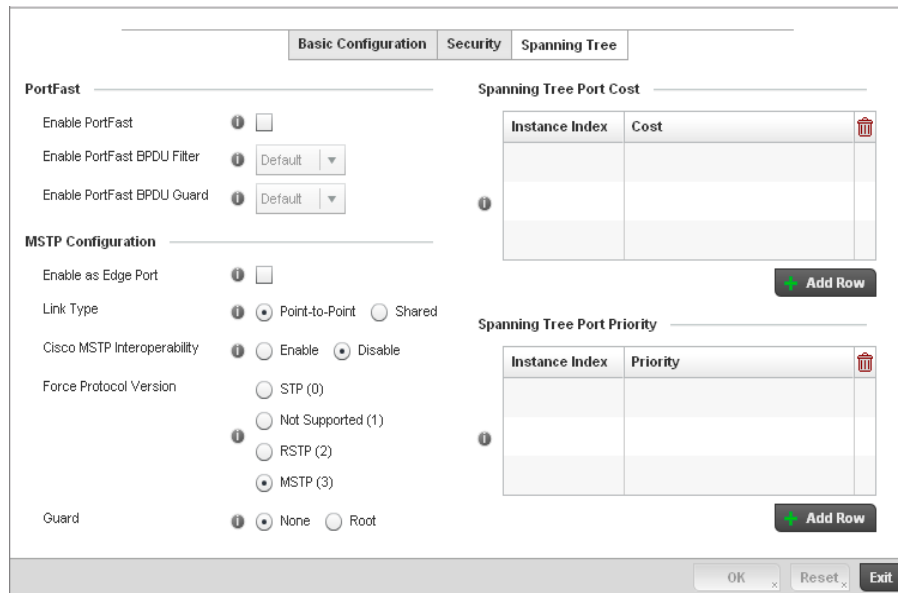 Basic Configuration Security Spanning Tree
PortFast
Enable PortFast
Enable PortFast BPDU Filter Default
Enable PortFast BPDU Guard Default
MSTP Configuration
Enable as Edge Port
Link Type Point-to-Point Shared
Cisco MSTP Interoperability Enable Disable
Force Protocol Version STP (0)
Not Supported (1)
RSTP (2)
MSTP (3)
Guard None Root
Spanning Tree Port Cost
Instance Index Cost
Add Row
Spanning Tree Port Priority
Instance Index Priority
Add Row
OK Reset Exit